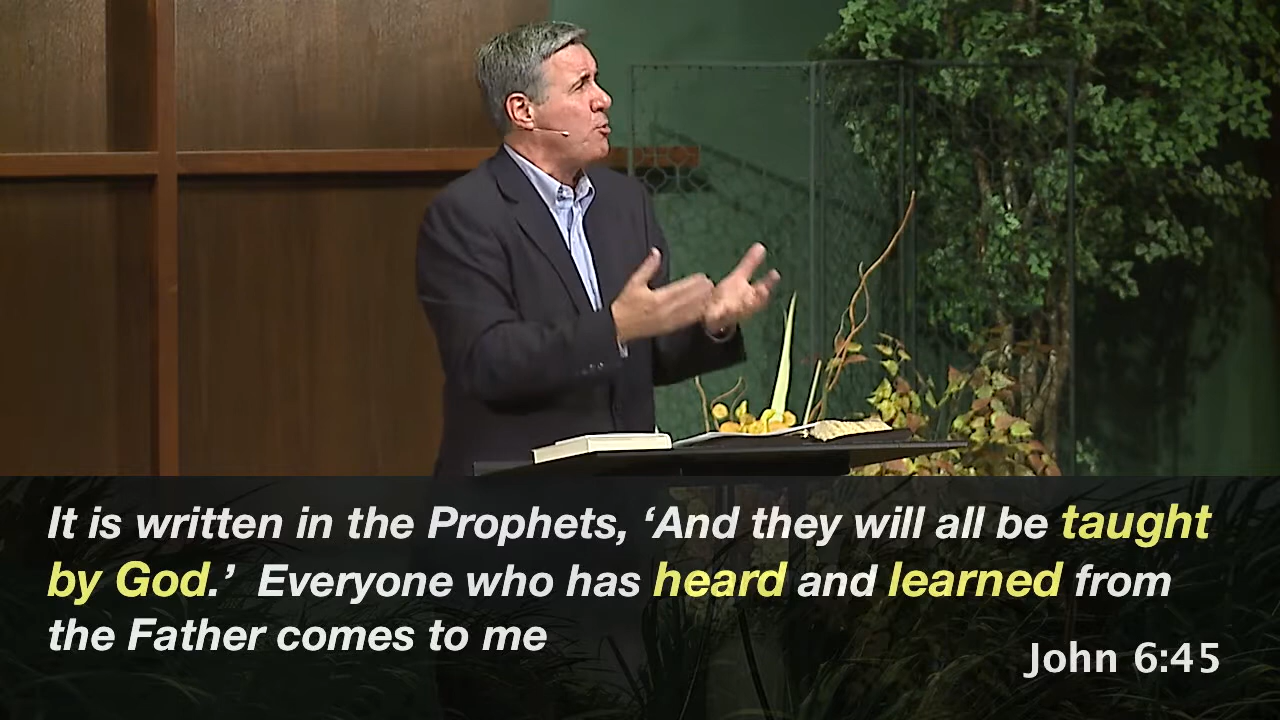 It is written in the Prophets, ‘And they will all be taught
by God.’ Everyone who has heard and learned from
the Father comes to me
John 6:45